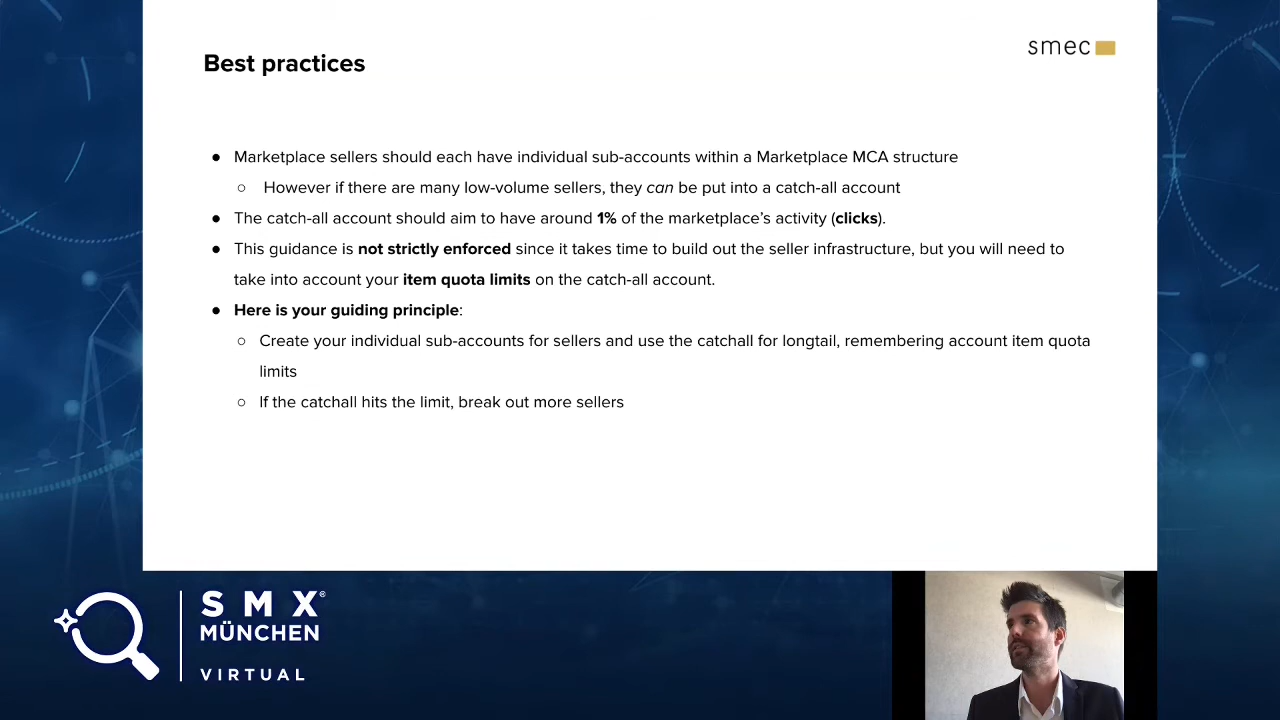 Best practices
smec
● Marketplace sellers should each have individual sub-accounts within a Marketplace MCA structure
○ However if there are many low-volume sellers, they can be put into a catch-all account
● The catch-all account should aim to have around 1% of the marketplace’s activity (clicks).
● This guidance is not strictly enforced since it takes time to build out the seller infrastructure, but you will need to
take into account your item quota limits on the catch-all account.
● Here is your guiding principle:
○ Create your individual sub-accounts for sellers and use the catchall for longtail, remembering account item quota
limits
○ If the catchall hits the limit, break out more sellers
SMX®
MÜNCHEN
VIRTUAL